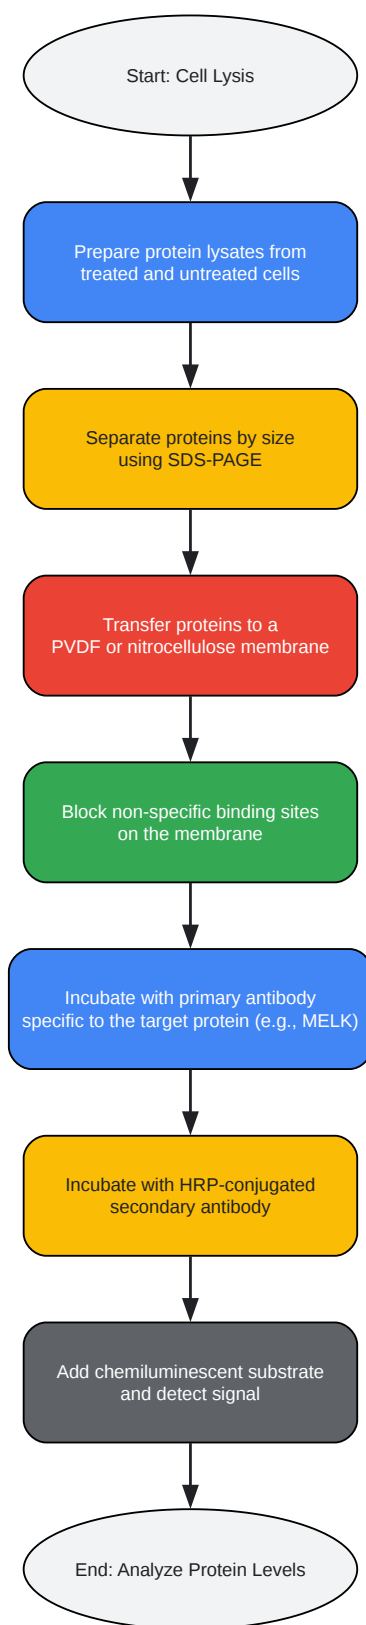 Start: Cell Lysis
Prepare protein lysates from
treated and untreated cells
Separate proteins by size
using SDS-PAGE
Transfer proteins to a
PVDF or nitrocellulose membrane
Block non-specific binding sites
on the membrane
Incubate with primary antibody
specific to the target protein (e.g., MELK)
Incubate with HRP-conjugated
secondary antibody
Add chemiluminescent substrate
and detect signal
End: Analyze Protein Levels